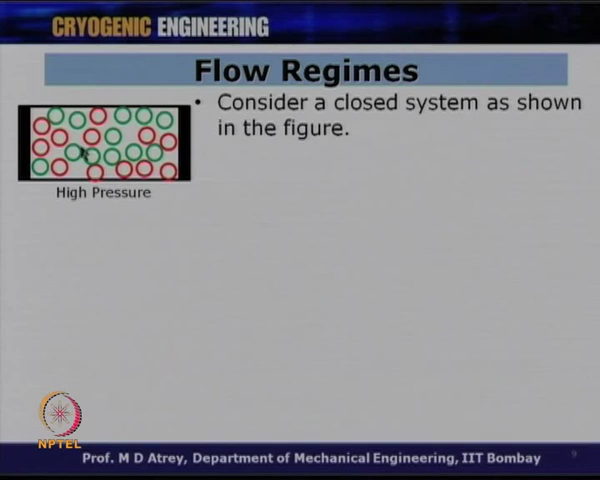 CRYOGENIC ENGINEERING
Flow Regimes
• Consider a closed system as shown
in the figure.
High Pressure
NPTEL
Prof. M D Atrey, Department of Mechanical Engineering, IIT Bombay
9